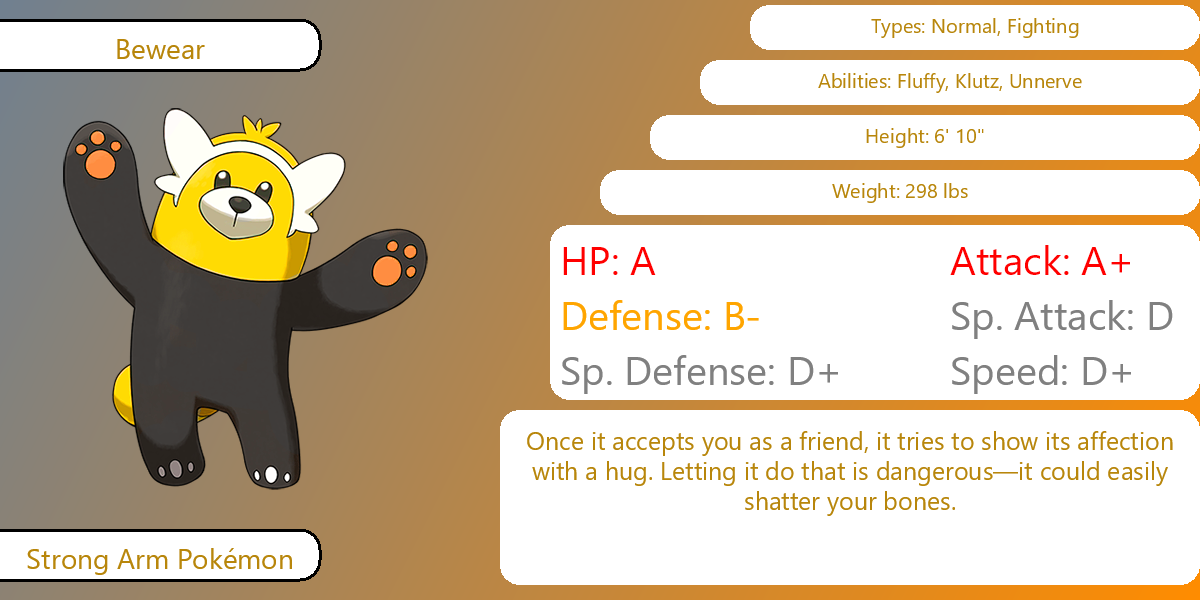 Bewear
Types: Normal, Fighting
Abilities: Fluffy, Klutz, Unnerve
Height: 6' 10"
Weight: 298 lbs
HP: A
Attack: A+
Defense: B-
Sp. Attack: D
Sp. Defense: D+
Speed: D+
Once it accepts you as a friend, it tries to show its affection
with a hug. Letting it do that is dangerous—it could easily
shatter your bones.
Strong Arm Pokémon